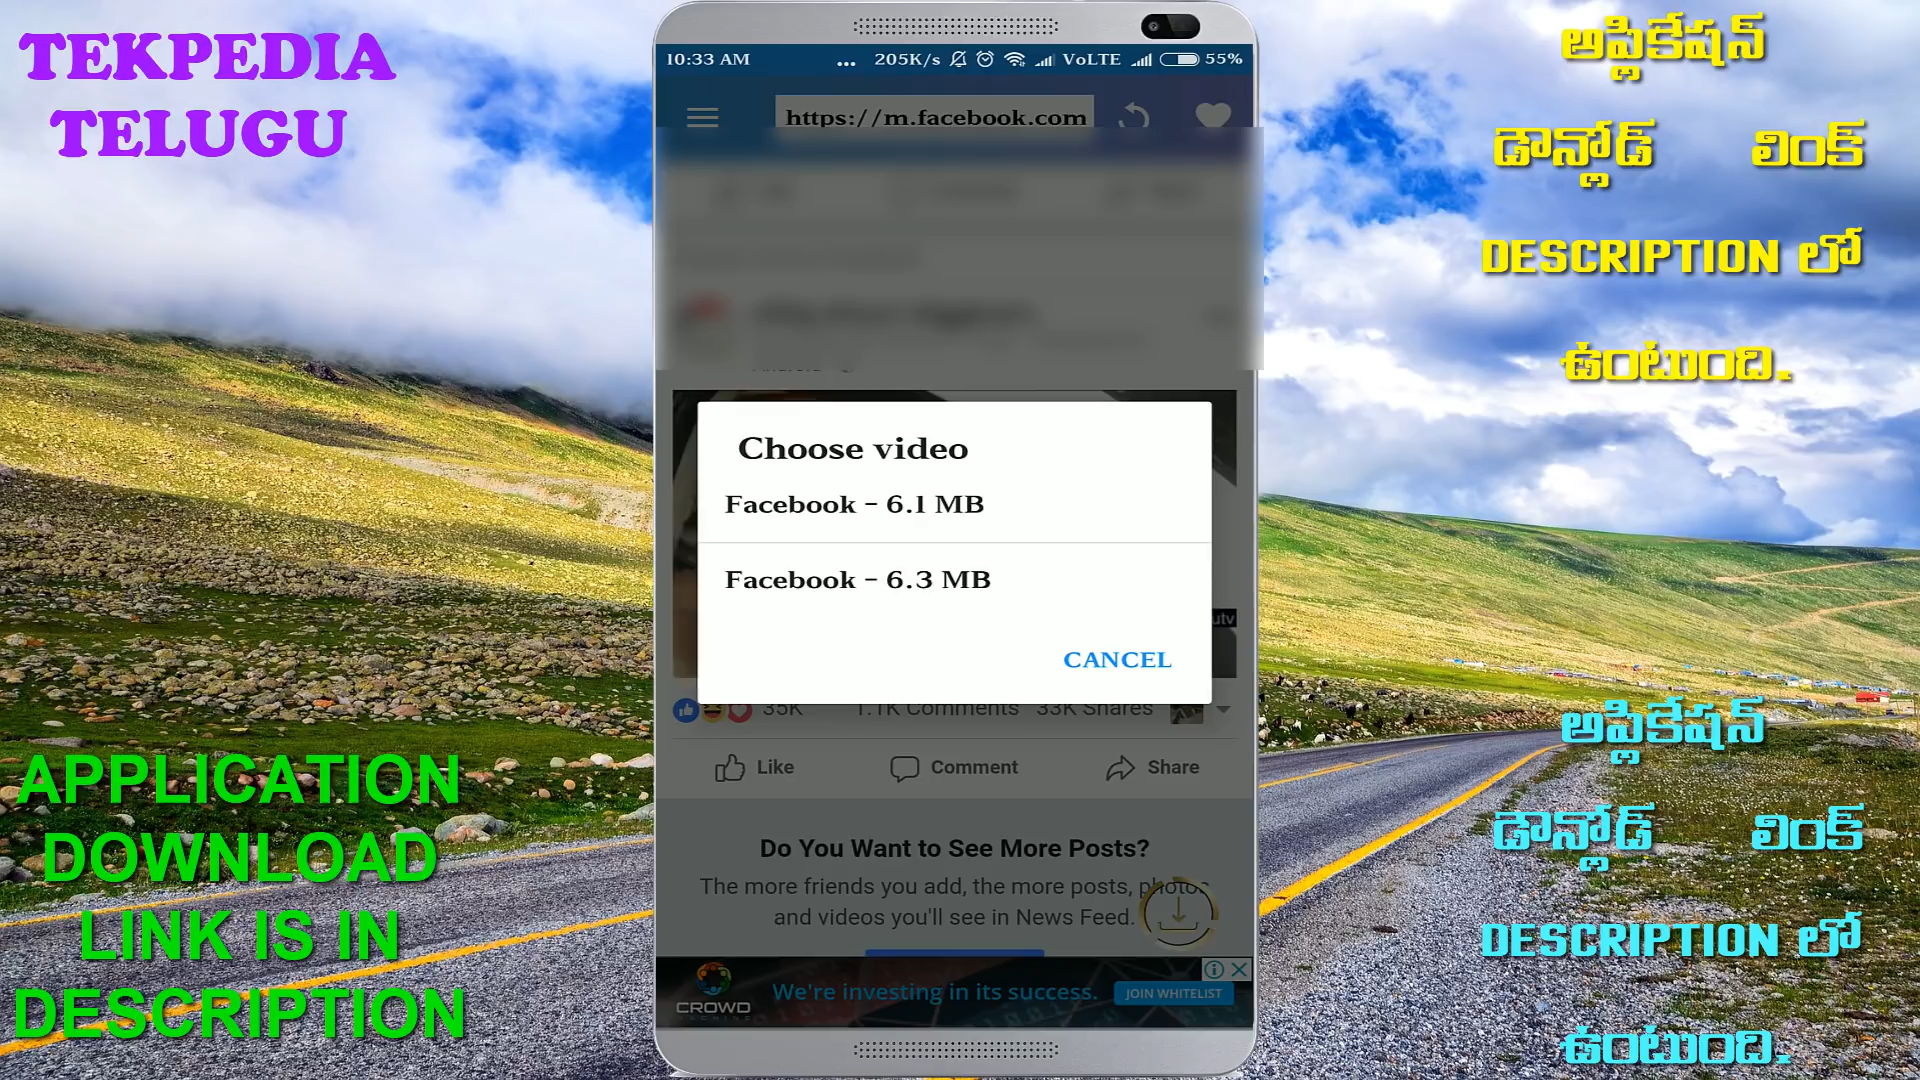 TEKPEDIA
TELUGU
APPLICATION
DOWNLOAD
LINK IS IN
DESCRIPTION
10:33 AM
... 205K/s VoLTE 55%
https://m.facebook.com
Choose video
Facebook - 6.1 MB
Facebook - 6.3 MB
CANCEL
utv
35K 1.1K Comments 33K Shares
Like Comment Share
Do You Want to See More Posts?
The more friends you add, the more posts, photos
and videos you'll see in News Feed.
CROWD
We're investing in its success.
JOIN WHITELIST
అప్లికేషన్
డౌన్లోడ్ లింక్
DESCRIPTION లో
ఉంటుంది.
అప్లికేషన్
డౌన్లోడ్ లింక్
DESCRIPTION లో
ఉంటుంది.